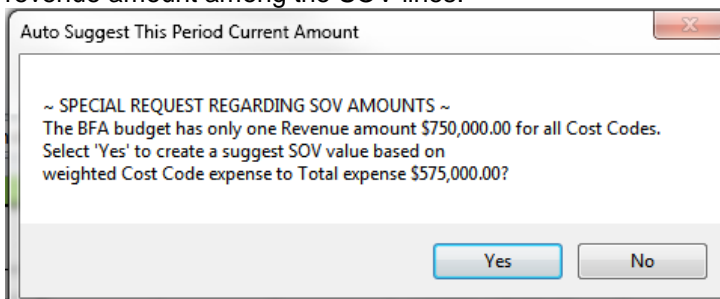 revenue amount among the SOV lines.
Auto Suggest This Period Current Amount
~ SPECIAL REQUEST REGARDING SOV AMOUNTS ~
The BFA budget has only one Revenue amount $750,000.00 for all Cost Codes.
Select 'Yes' to create a suggest SOV value based on
weighted Cost Code expense to Total expense $575,000.00?
Yes No